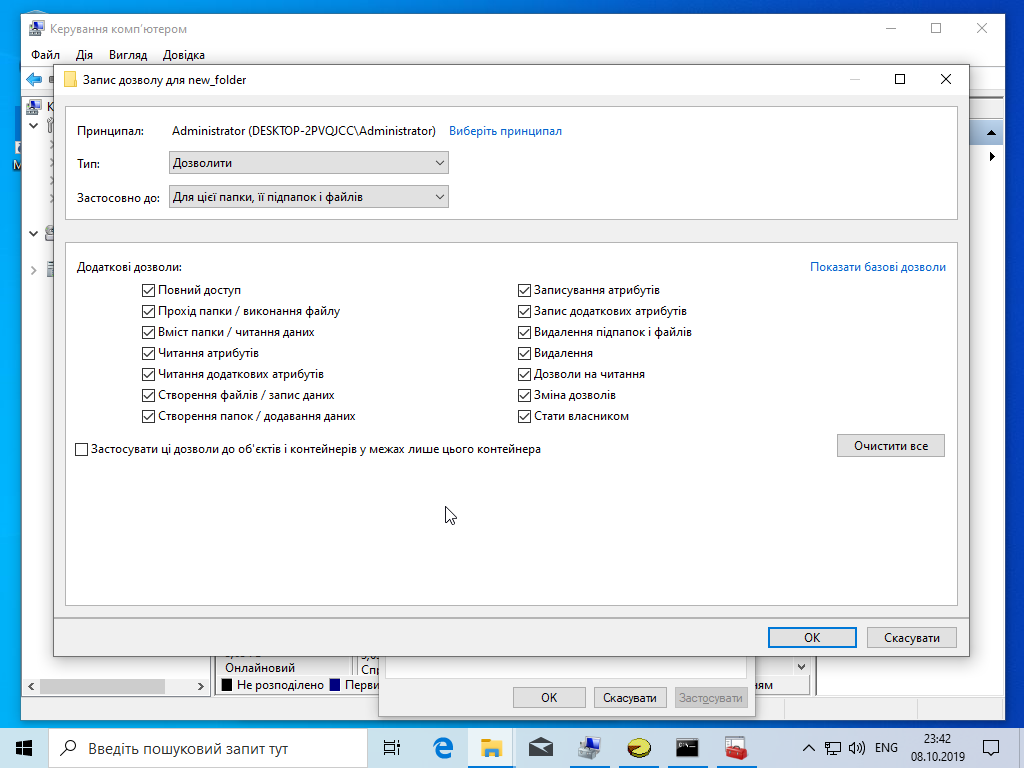 Керування комп'ютером
Файл Дія Вигляд Довідка
Запис дозволу для new_folder
Принципал: Administrator (DESKTOP-2PVQJCC\Administrator) Виберіть принципал
Тип: Дозволити
Застосовно до: Для цієї папки, її підпапок і файлів
Додаткові дозволи: Показати базові дозволи
Повний доступ Записування атрибутів
Прохід папки / виконання файлу Запис додаткових атрибутів
Вміст папки / читання даних Видалення підпапок і файлів
Читання атрибутів Видалення
Читання додаткових атрибутів Дозволи на читання
Створення файлів / запис даних Зміна дозволів
Створення папок / додавання даних Стати власником
Застосувати ці дозволи до об'єктів і контейнерів у межах лише цього контейнера Очистити все
OK Скасувати
Онлайновий
Не розподілено
OK Скасувати Застосувати
Введіть пошуковий запит тут ENG 23:42
08.10.2019